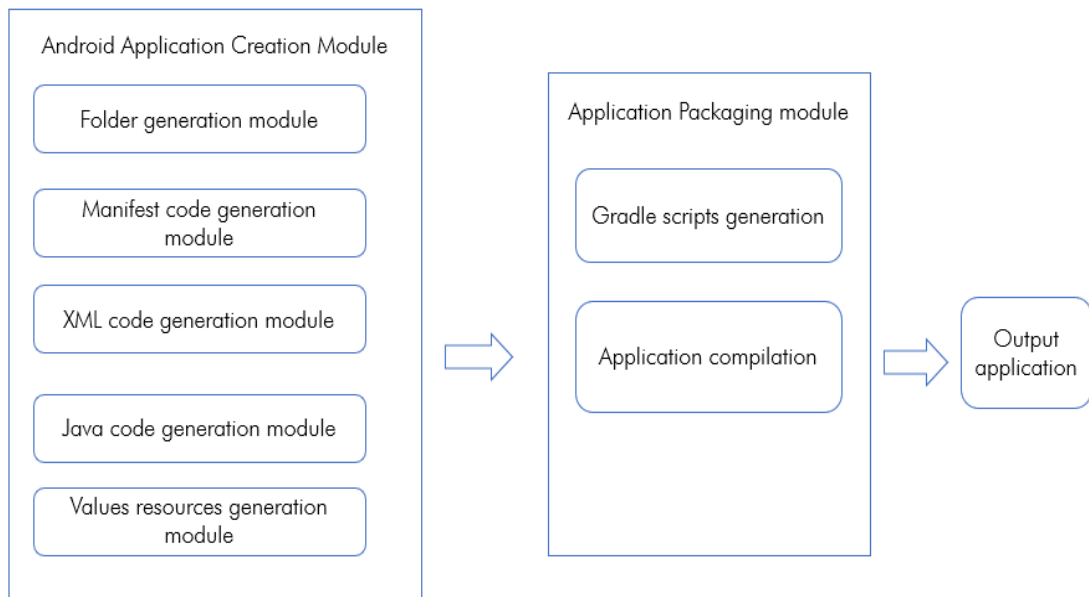 Android Application Creation Module
Folder generation module
Manifest code generation
module
XML code generation module
Java code generation module
Values resources generation
module
Application Packaging module
Gradle scripts generation
Application compilation
Output
application